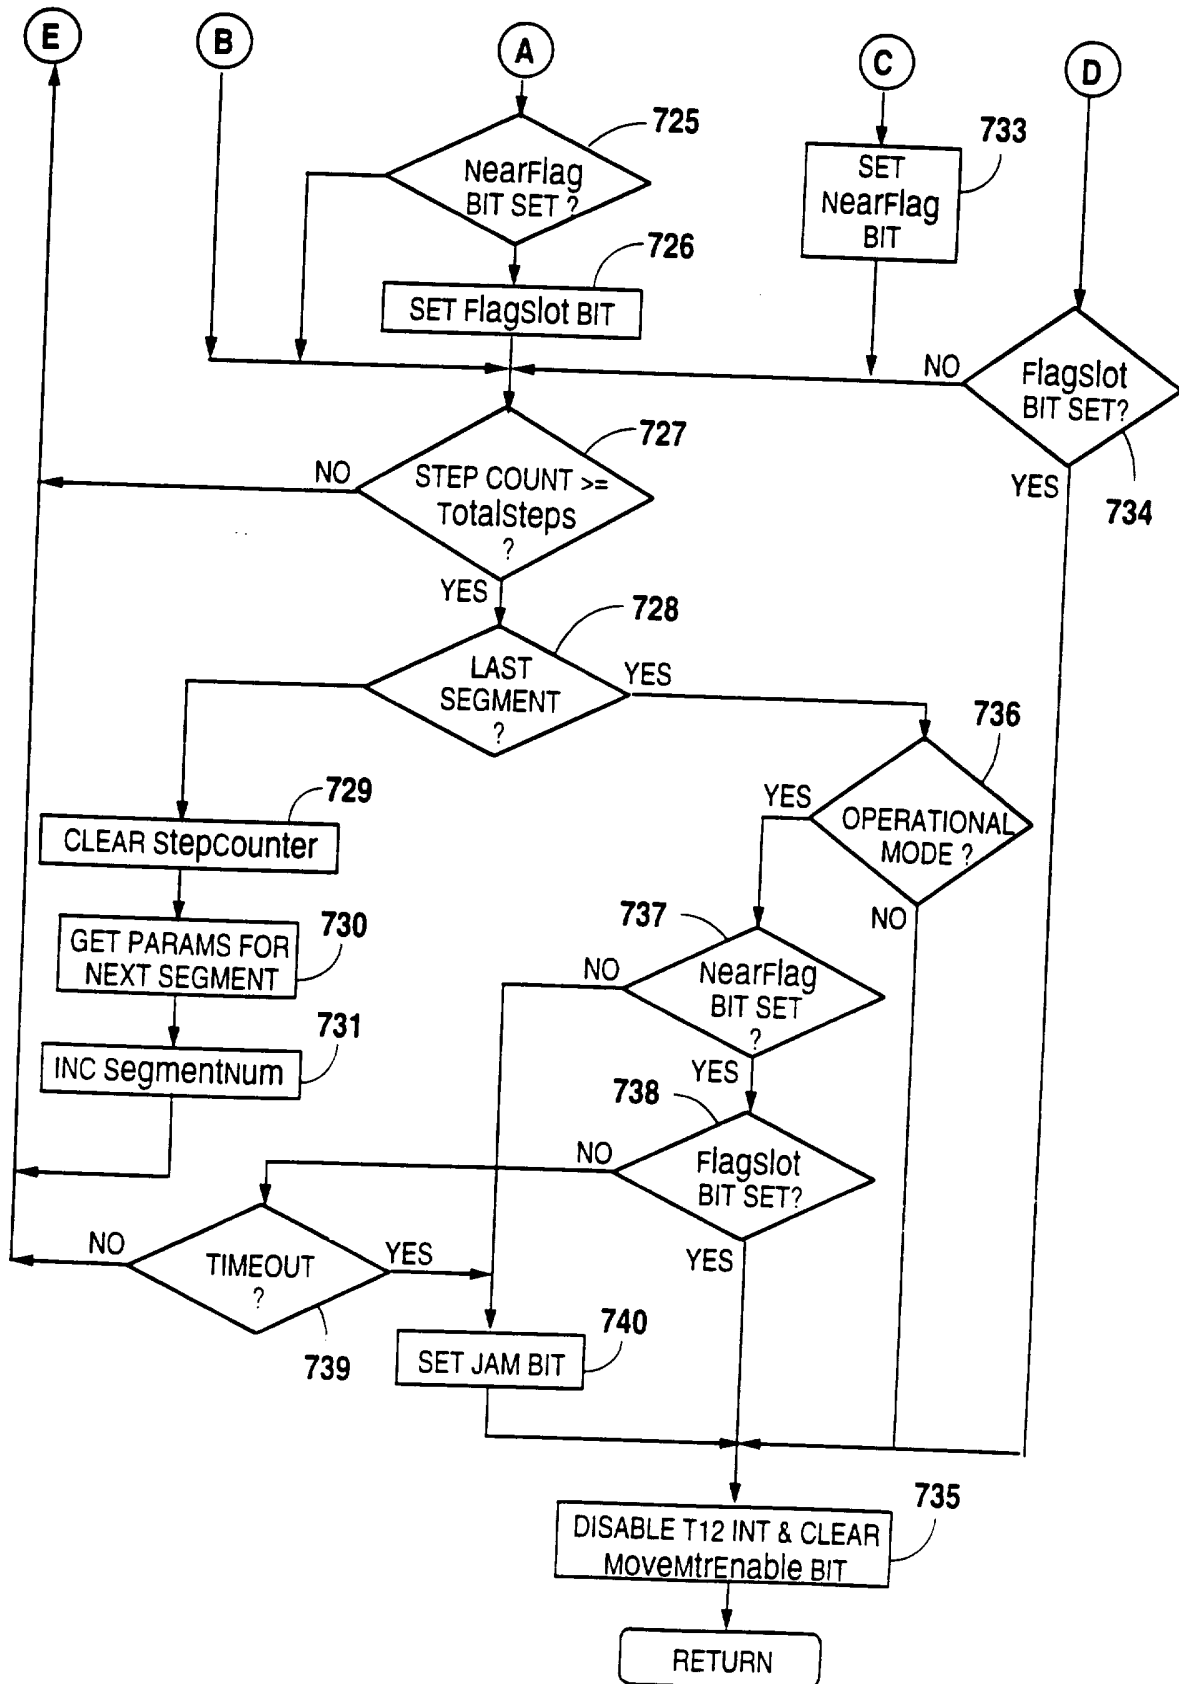 E
B
A
C
D
725
NearFlag
BIT SET ?
733
SET
NearFlag
BIT
726
SET FlagSlot BIT
NO
FlagSlot
BIT SET?
YES
734
727
NO
STEP COUNT >=
TotalSteps
?
YES
728
LAST
SEGMENT
?
YES
736
YES
OPERATIONAL
MODE ?
NO
729
CLEAR StepCounter
730
GET PARAMS FOR
NEXT SEGMENT
731
INC SegmentNum
737
NO
NearFlag
BIT SET
?
YES
738
NO
FlagSlot
BIT SET?
YES
NO
TIMEOUT
?
YES
739
740
SET JAM BIT
735
DISABLE T12 INT & CLEAR
MoveMtrEnable BIT
RETURN